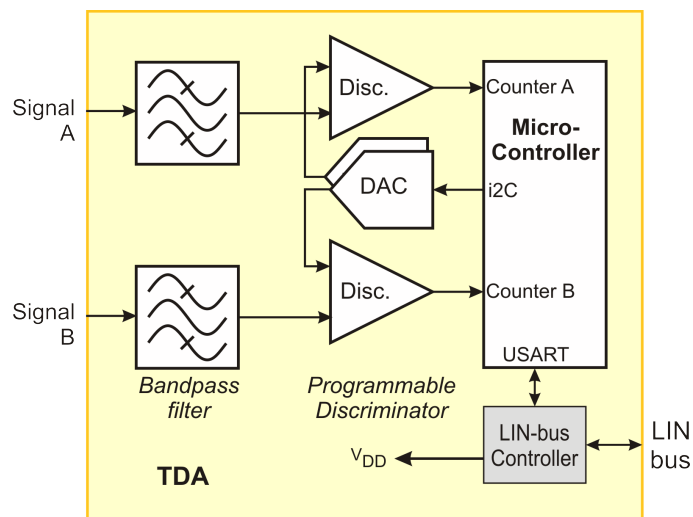 Signal
A
Disc.
Counter A
Micro-
Controller
DAC
i2C
Signal
B
Disc.
Counter B
USART
Bandpass
filter
Programmable
Discriminator
LIN-bus
Controller
LIN
bus
VDD
TDA